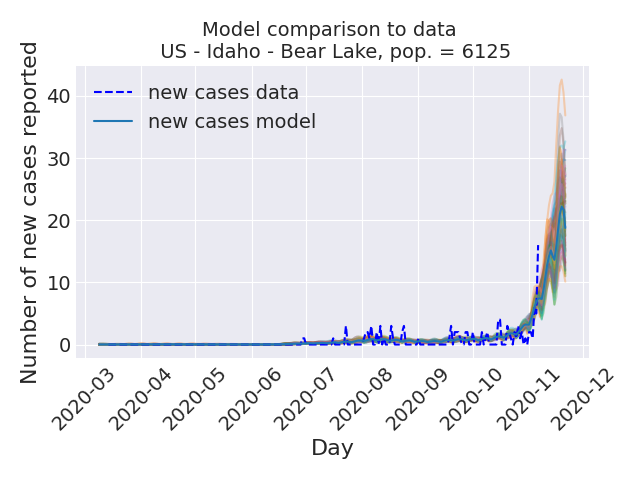 Model comparison to data
US - Idaho - Bear Lake, pop. = 6125
Number of new cases reported
new cases data
new cases model
40
30
20
10
0
2020-03
2020-04
2020-05
2020-06
2020-07
2020-08
2020-09
2020-10
2020-11
2020-12
Day